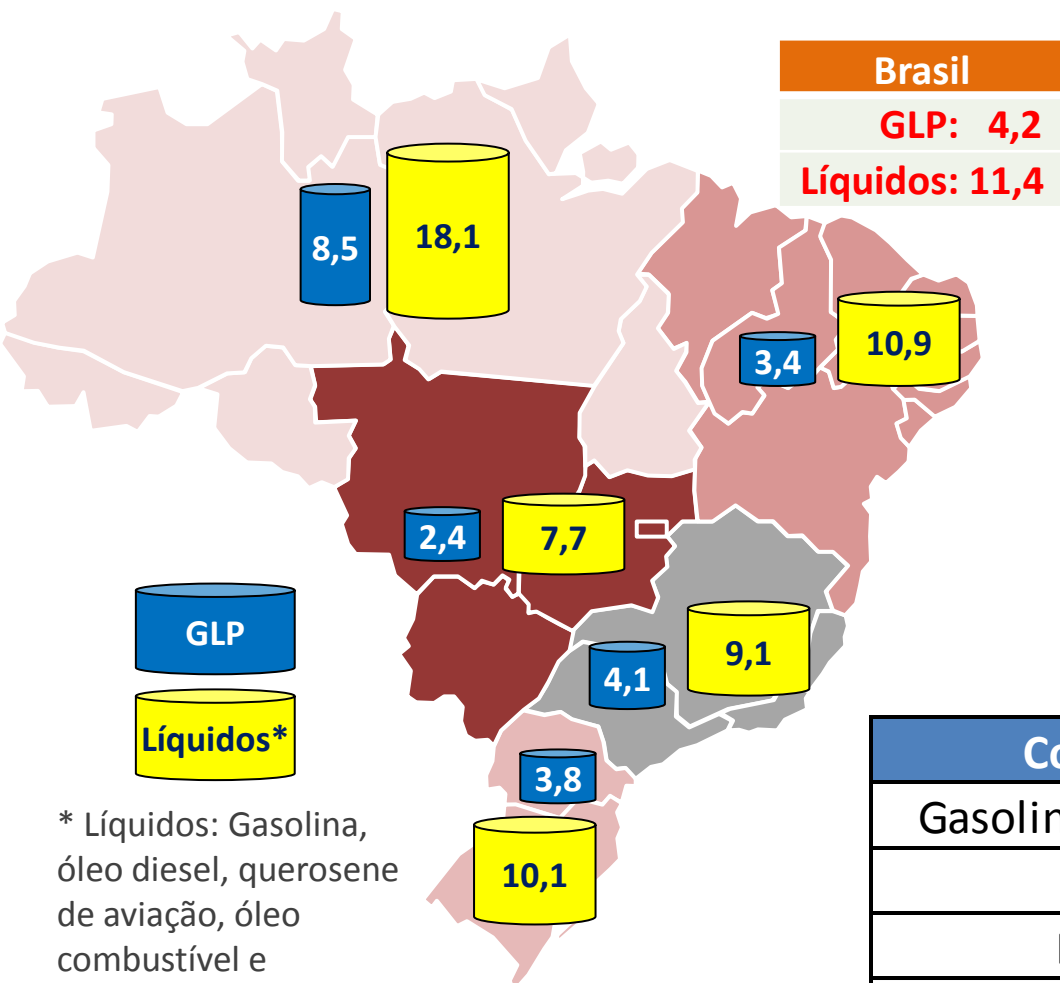 Brasil
GLP: 4,2
Líquidos: 11,4
8,5
18,1
3,4
10,9
2,4
7,7
4,1
9,1
3,8
10,1
GLP
Líquidos*
* Líquidos: Gasolina,
óleo diesel, querosene
de aviação, óleo
combustível e